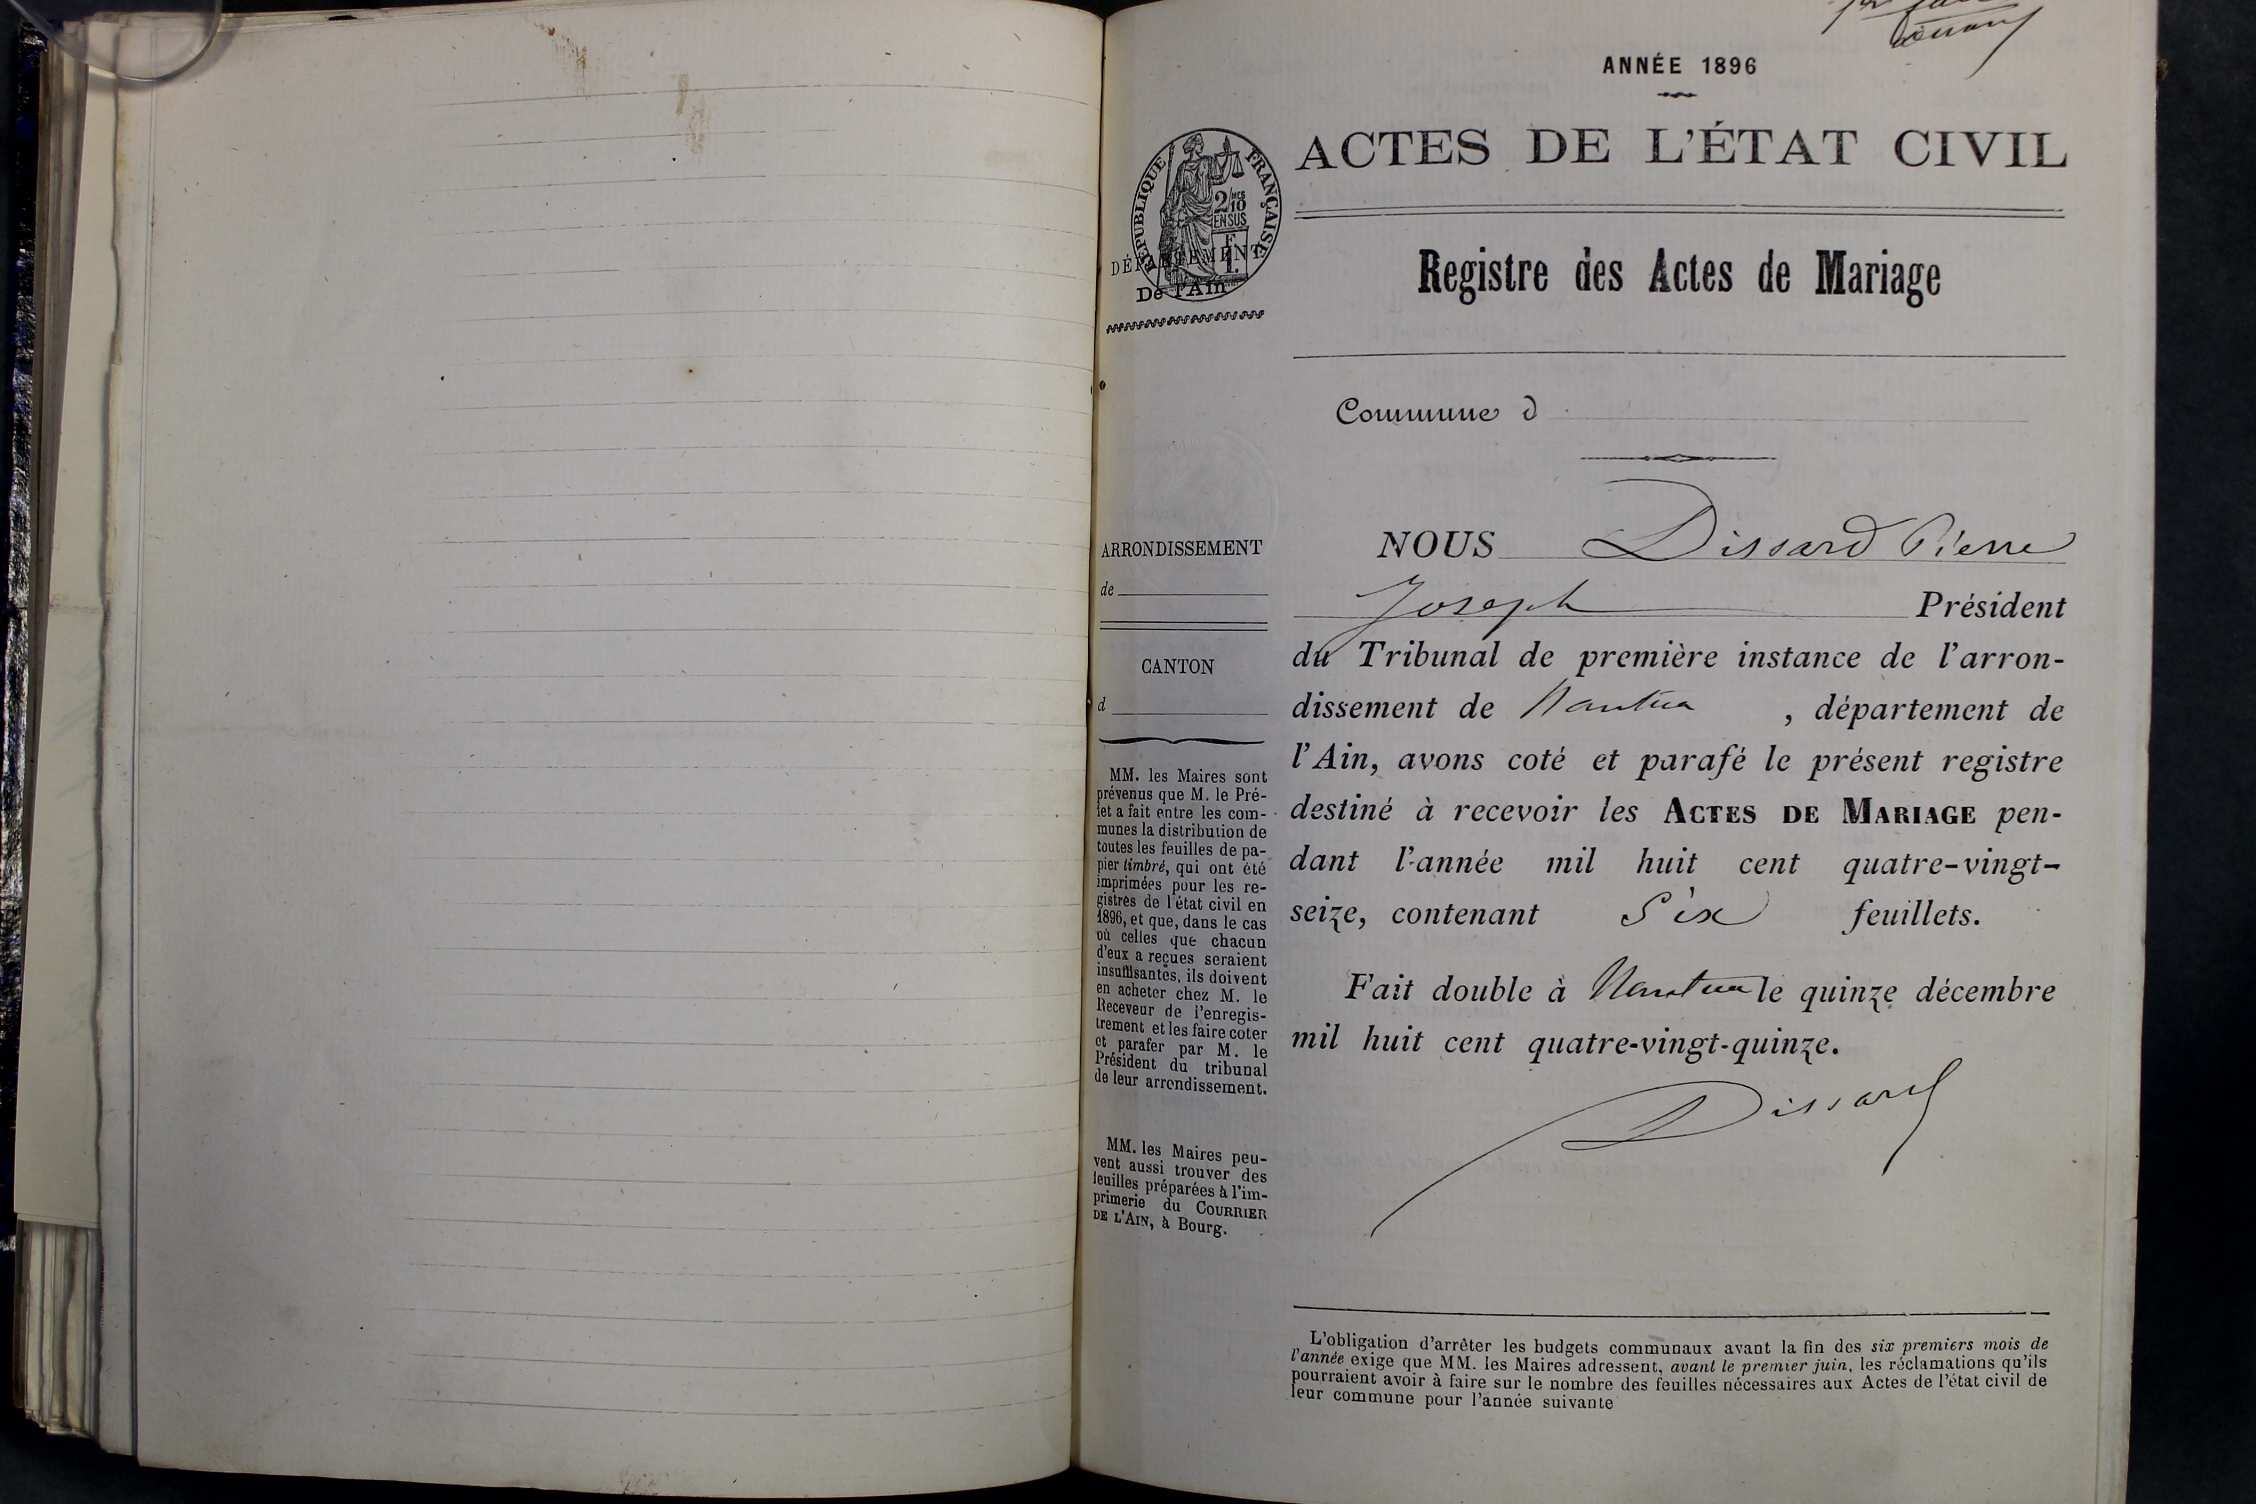 ANNÉE 1896
ACTES DE L'ÉTAT CIVIL
RÉPUBLIQUE FRANÇAISE
2/10
EN SUS
DÉPARTEMENT
De l'Ain
Registre des Actes de Mariage
Commune d
ARRONDISSEMENT
de
CANTON
d
MM. les Maires sont
prévenus que M. le Pré-
fet a fait entre les com-
munes la distribution de
toutes les feuilles de pa-
pier timbré, qui ont été
imprimées pour les re-
gistres de l'état civil en
1896, et que, dans le cas
où celles que chacun
d'eux a reçues seraient
insuffisantes, ils doivent
en acheter chez M. le
Receveur de l'enregis-
trement et les faire coter
et parafer par M. le
Président du tribunal
de leur arrondissement.
MM. les Maires peu-
vent aussi trouver des
feuilles préparées à l'im-
primerie du COURRIER
DE L'AIN, à Bourg.
NOUS Dissard Pierre
Joseph Président
du Tribunal de première instance de l'arron-
dissement de Nantua , département de
l'Ain, avons coté et parafé le présent registre
destiné à recevoir les ACTES DE MARIAGE pen-
dant l'année mil huit cent quatre-vingt-
seize, contenant Six feuillets.
Fait double à Nantua le quinze décembre
mil huit cent quatre-vingt-quinze.
Dissard
L'obligation d'arrêter les budgets communaux avant la fin des six premiers mois de
l'année exige que MM. les Maires adressent, avant le premier juin, les réclamations qu'ils
pourraient avoir à faire sur le nombre des feuilles nécessaires aux Actes de l'état civil de
leur commune pour l'année suivante